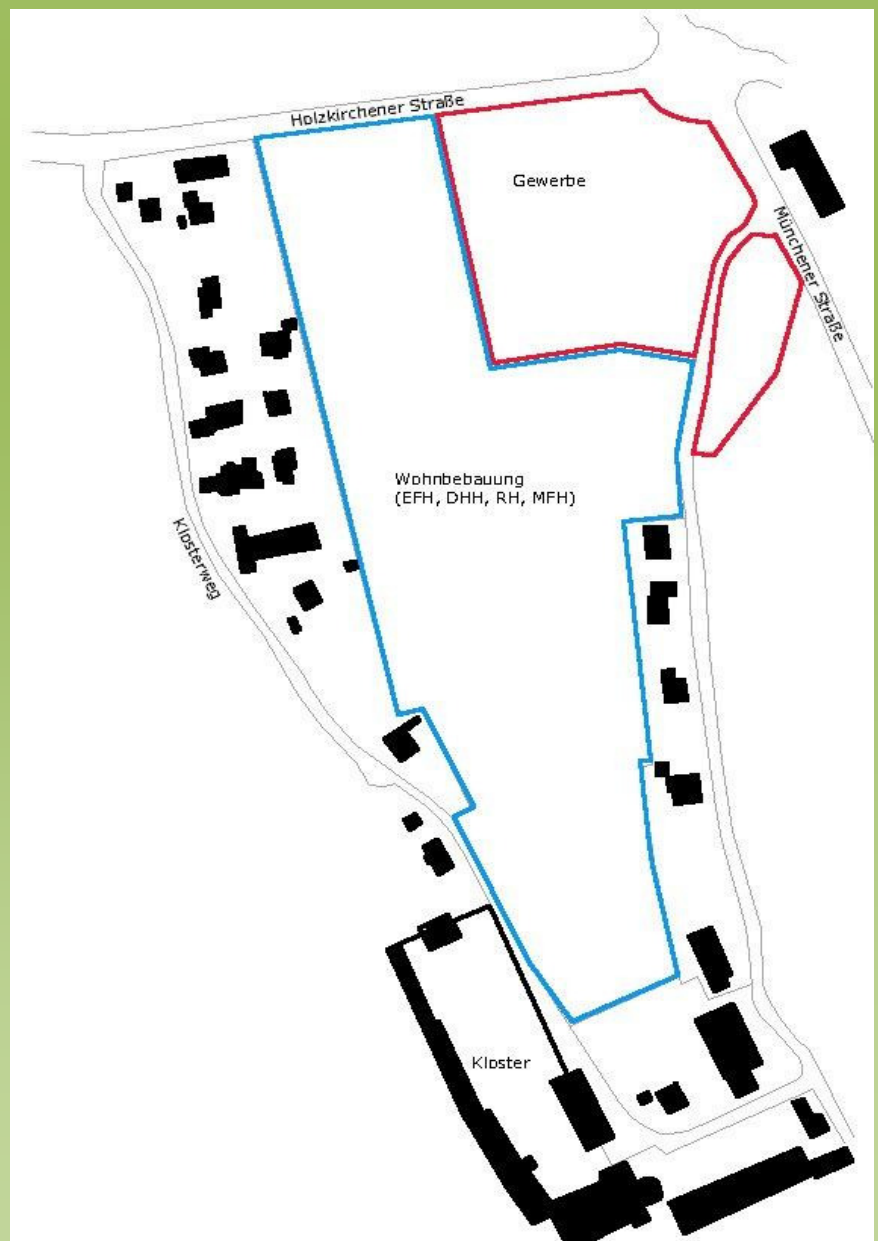 Holzkirchener Straße
Gewerbe
Münchener Straße
Wohnbebauung
(EFH, DHH, RH, MFH)
Klosterweg
Kloster